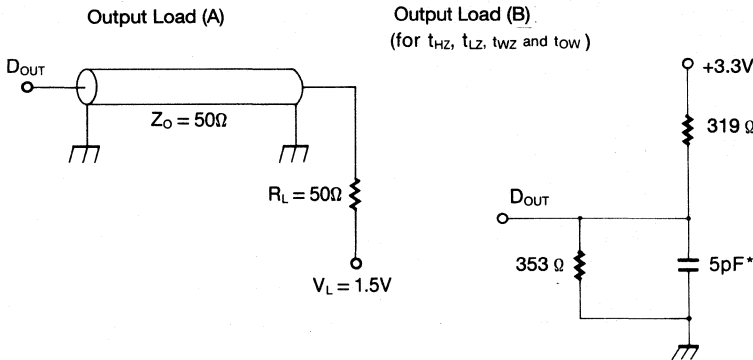 Output Load (A)
DOUT
ZO = 50Ω
RL = 50Ω
VL = 1.5V
Output Load (B)
(for tHZ, tLZ, tWZ and tOW)
+3.3V
319 Ω
DOUT
353 Ω
5pF*